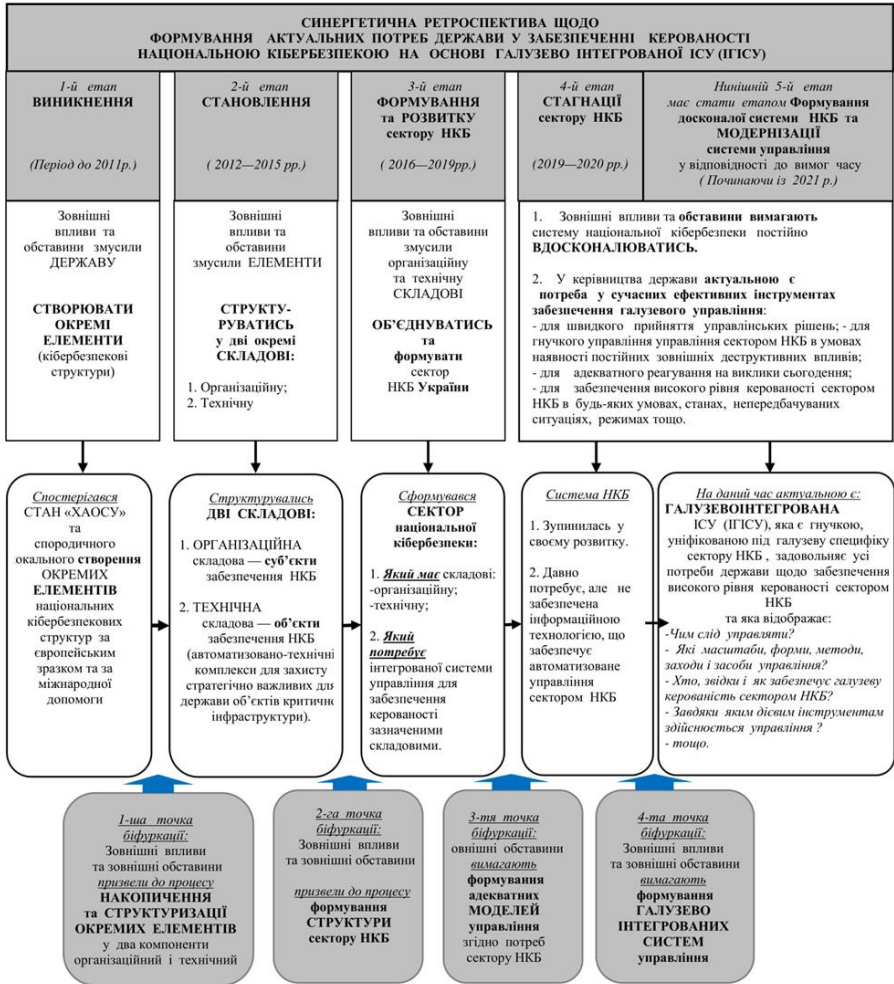 СИНЕРГЕТИЧНА РЕТРОСПЕКТИВА ЩОДО
ФОРМУВАННЯ АКТУАЛЬНИХ ПОТРЕБ ДЕРЖАВИ У ЗАБЕЗПЕЧЕННІ КЕРОВАНОСТІ
НАЦІОНАЛЬНОЮ КІБЕРБЕЗПЕКОЮ НА ОСНОВІ ГАЛУЗЕВО ІНТЕГРОВАНОЇ ІСУ (ІГІСУ)
1-й етап
ВИНИКНЕННЯ
(Період до 2011р.)
2-й етап
СТАНОВЛЕННЯ
( 2012—2015 рр.)
3-й етап
ФОРМУВАННЯ
та РОЗВИТКУ
сектору НКБ
( 2016—2019рр.)
4-й етап
СТАГНАЦІЇ
сектору НКБ
(2019—2020 рр.)
Нинішній 5-й етап
має стати етапом Формування
досконалої системи НКБ та
МОДЕРНІЗАЦІЇ
системи управління
у відповідності до вимог часу
( Починаючи із 2021 р.)
Зовнішні
впливи та
обставини змусили
ДЕРЖАВУ
СТВОРЮВАТИ
ОКРЕМІ
ЕЛЕМЕНТИ
(кібербезпекові
структури)
Зовнішні
впливи та
обставини
змусили ЕЛЕМЕНТИ
СТРУКТУ-
РУВАТИСЬ
у дві окремі
СКЛАДОВІ:
1. Організаційну;
2. Технічну
Зовнішні
впливи та обставини
змусили
організаційну
та технічну
СКЛАДОВІ
ОБ’ЄДНУВАТИСЬ
та
формувати
сектор
НКБ України
1. Зовнішні впливи та обставини вимагають
систему національної кібербезпеки постійно
ВДОСКОНАЛЮВАТИСЬ.
2. У керівництва держави актуальною є
потреба у сучасних ефективних інструментах
забезпечення галузевого управління:
- для швидкого прийняття управлінських рішень; - для
гнучкого управління управління сектором НКБ в умовах
наявності постійних зовнішніх деструктивних впливів;
- для адекватного реагування на виклики сьогодення;
- для забезпечення високого рівня керованості сектором
НКБ в будь-яких умовах, станах, непередбачуваних
ситуаціях, режимах тощо.
Спостерігався
СТАН «ХАОСУ»
та
спородичного
окального створення
ОКРЕМИХ
ЕЛЕМЕНТІВ
національних
кібербезпекових
структур за
європейським
зразком та за
міжнародної
допомоги
Структурувались
ДВІ СКЛАДОВІ:
1. ОРГАНІЗАЦІЙНА
складова — суб’єкти
забезпечення НКБ
2. ТЕХНІЧНА
складова — об’єкти
забезпечення НКБ
(автоматизовано-технічні
комплекси для захисту
стратегічно важливих для
держави об’єктів критичн
інфраструктури).
Сформувався
СЕКТОР
національної
кібербезпеки:
1. Який має складові:
-організаційну;
-технічну;
2. Який
потребує
інтегрованої системи
управління для
забезпечення
керованості
зазначеними
складовими.
Система НКБ
1. Зупинилась у
своєму розвитку.
2. Давно
потребує, але не
забезпечена
інформаційною
технологією, що
забезпечує
автоматизоване
управління
сектором НКБ
На даний час актуальною є:
ГАЛУЗЕВОІНТЕГРОВАНА
ІСУ (ІГІСУ), яка є гнучкою,
уніфікованою під галузеву специфіку
сектору НКБ , задовольняє усі
потреби держави щодо забезпечення
високого рівня керованості сектором
НКБ
та яка відображає:
-Чим слід управляти?
- Які масштаби, форми, методи,
заходи і засоби управління?
- Хто, звідки і як забезпечує галузеву
керованість сектором НКБ?
- Завдяки яким дієвим інструментам
здійснюється управління ?
- тощо.
1-ша точка
біфуркації:
Зовнішні впливи
та зовнішні обставини
призвели до процесу
НАКОПИЧЕННЯ
та СТРУКТУРИЗАЦІЇ
ОКРЕМИХ ЕЛЕМЕНТІВ
у два компоненти
організаційний і технічний
2-га точка
біфуркації:
Зовнішні впливи
та зовнішні обставини
призвели до процесу
формування
СТРУКТУРИ
сектору НКБ
3-тя точка
біфуркації:
овнішні обставини
вимагають
формування
адекватних
МОДЕЛЕЙ
управління
згідно потреб
сектору НКБ
4-та точка
біфуркації:
Зовнішні впливи
та зовнішні обставини
вимагають
формування
ГАЛУЗЕВО
ІНТЕГРОВАНИХ
СИСТЕМ
управління